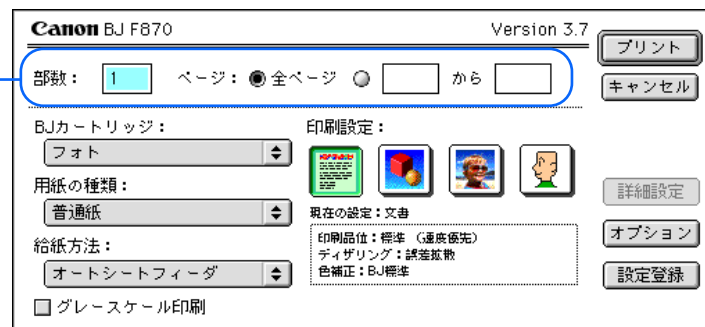 Canon BJ F870 Version 3.7
プリント
部数： 1 ページ： 全ページ から
キャンセル
BJカートリッジ：
フォト
用紙の種類：
普通紙
給紙方法：
オートシートフィーダ
グレースケール印刷
印刷設定：
現在の設定：文書
印刷品位：標準 （速度優先）
ディザリング：誤差拡散
色補正：BJ標準
詳細設定
オプション
設定登録